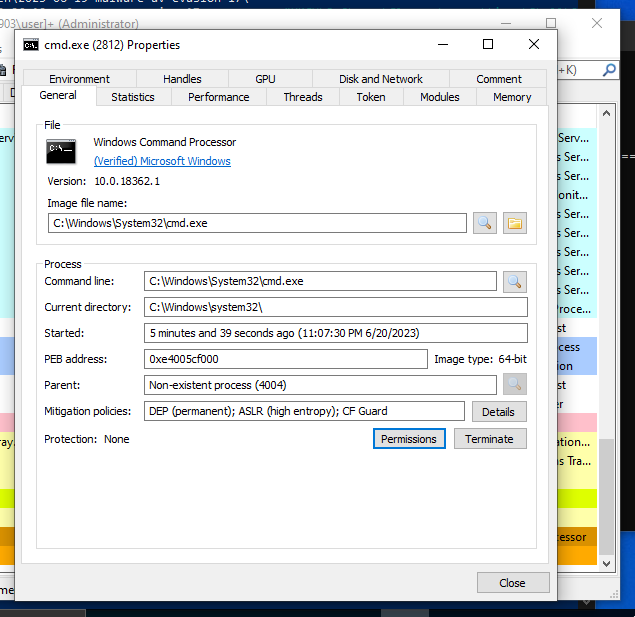 903\user]+ (Administrator)
cmd.exe (2812) Properties
+K)
Environment
Handles
GPU
Disk and Network
Comment
General
Statistics
Performance
Threads
Token
Modules
Memory
File
Windows Command Processor
(Verified) Microsoft Windows
Version: 10.0.18362.1
Image file name:
C:\Windows\System32\cmd.exe
Process
Command line: C:\Windows\System32\cmd.exe
Current directory: C:\Windows\system32\
Started: 5 minutes and 39 seconds ago (11:07:30 PM 6/20/2023)
PEB address: 0xe4005cf000 Image type: 64-bit
Parent: Non-existent process (4004)
Mitigation policies: DEP (permanent); ASLR (high entropy); CF Guard Details
Protection: None Permissions Terminate
Close